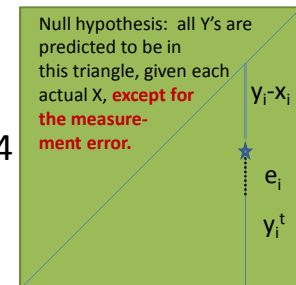 Null hypothesis:  all Y's are
predicted to be in
this triangle, given each
actual X, except for
the measure-
ment error.
yi-xi
4
ei
yit